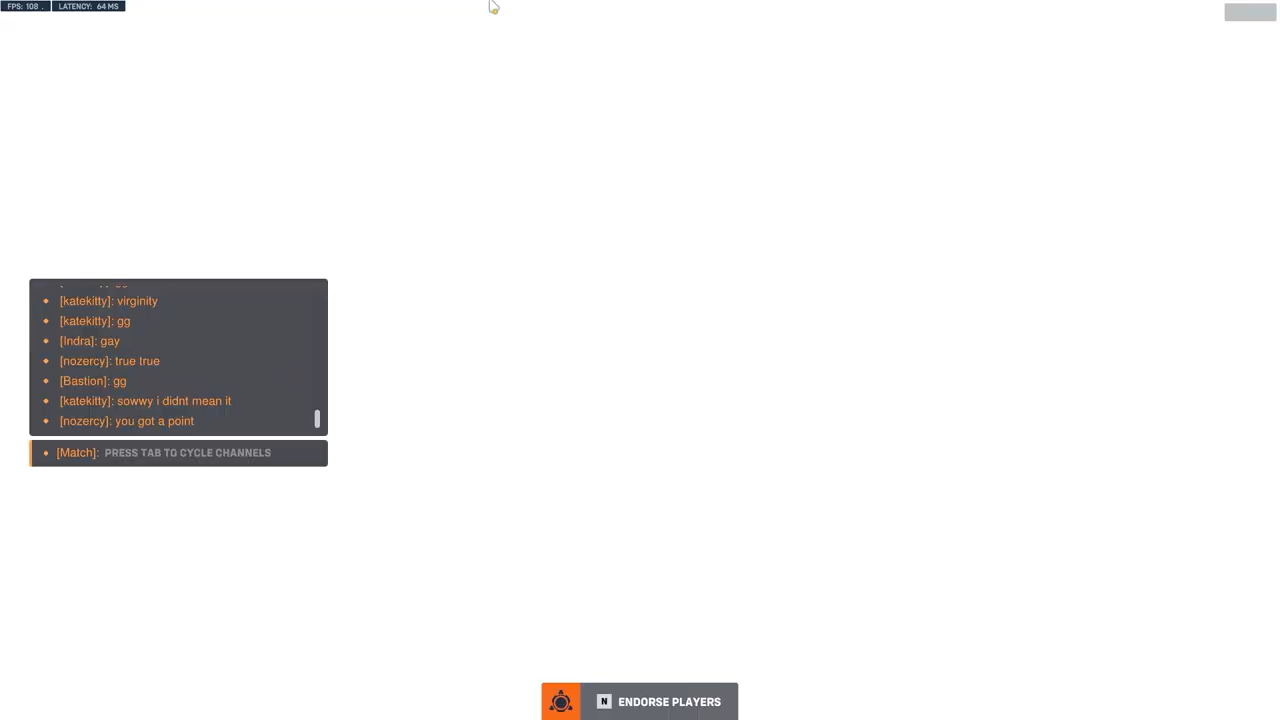 FPS: 108 . LATENCY: 64 MS
[katekitty]: virginity
[katekitty]: gg
[Indra]: gay
[nozercy]: true true
[Bastion]: gg
[katekitty]: sowwy i didnt mean it
[nozercy]: you got a point
[Match]: PRESS TAB TO CYCLE CHANNELS
N ENDORSE PLAYERS